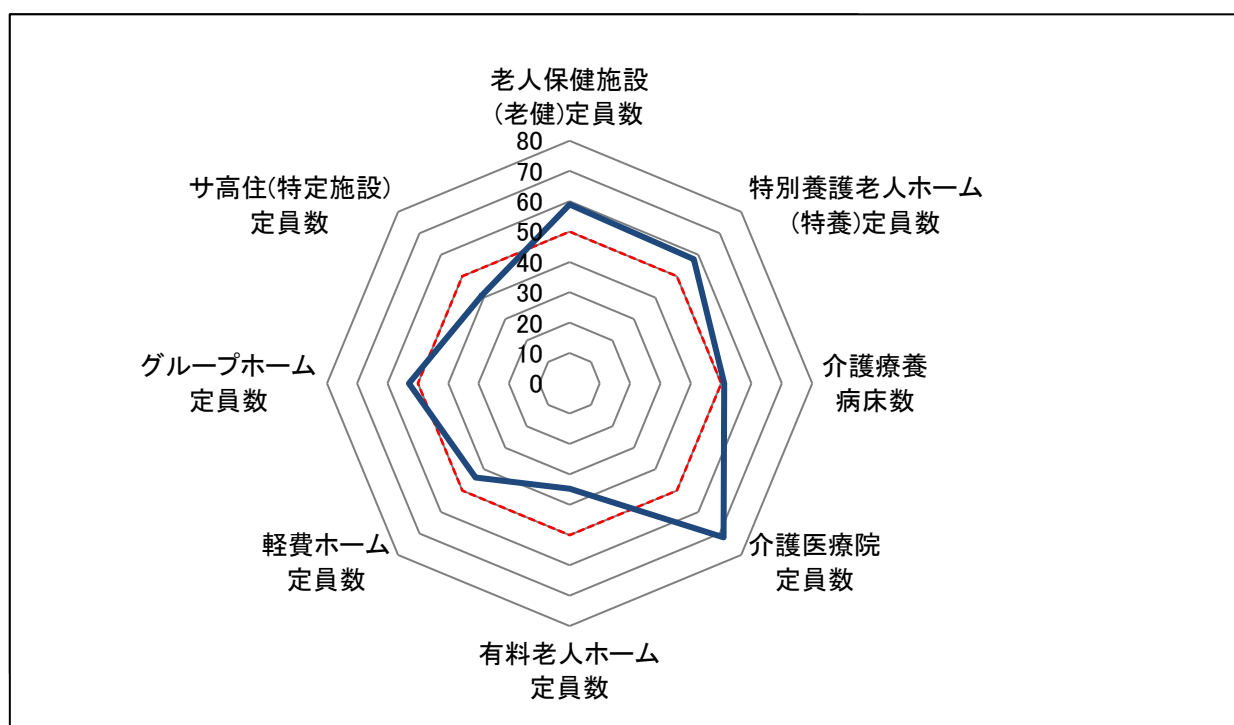 老人保健施設
(老健)定員数
特別養護老人ホーム
(特養)定員数
介護療養
病床数
介護医療院
定員数
有料老人ホーム
定員数
軽費ホーム
定員数
グループホーム
定員数
サ高住(特定施設)
定員数
80
70
60
50
40
30
20
10
0